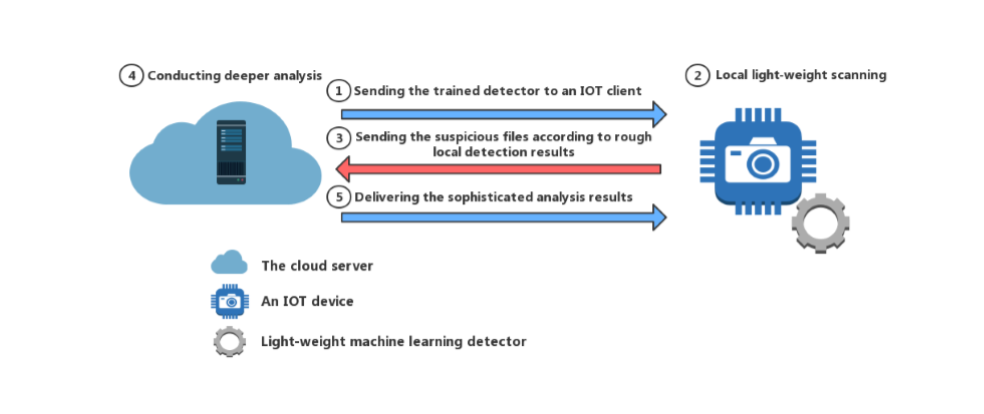 4 Conducting deeper analysis
1 Sending the trained detector to an IOT client
2 Local light-weight scanning
3 Sending the suspicious files according to rough
local detection results
5 Delivering the sophisticated analysis results
The cloud server
An IOT device
Light-weight machine learning detector